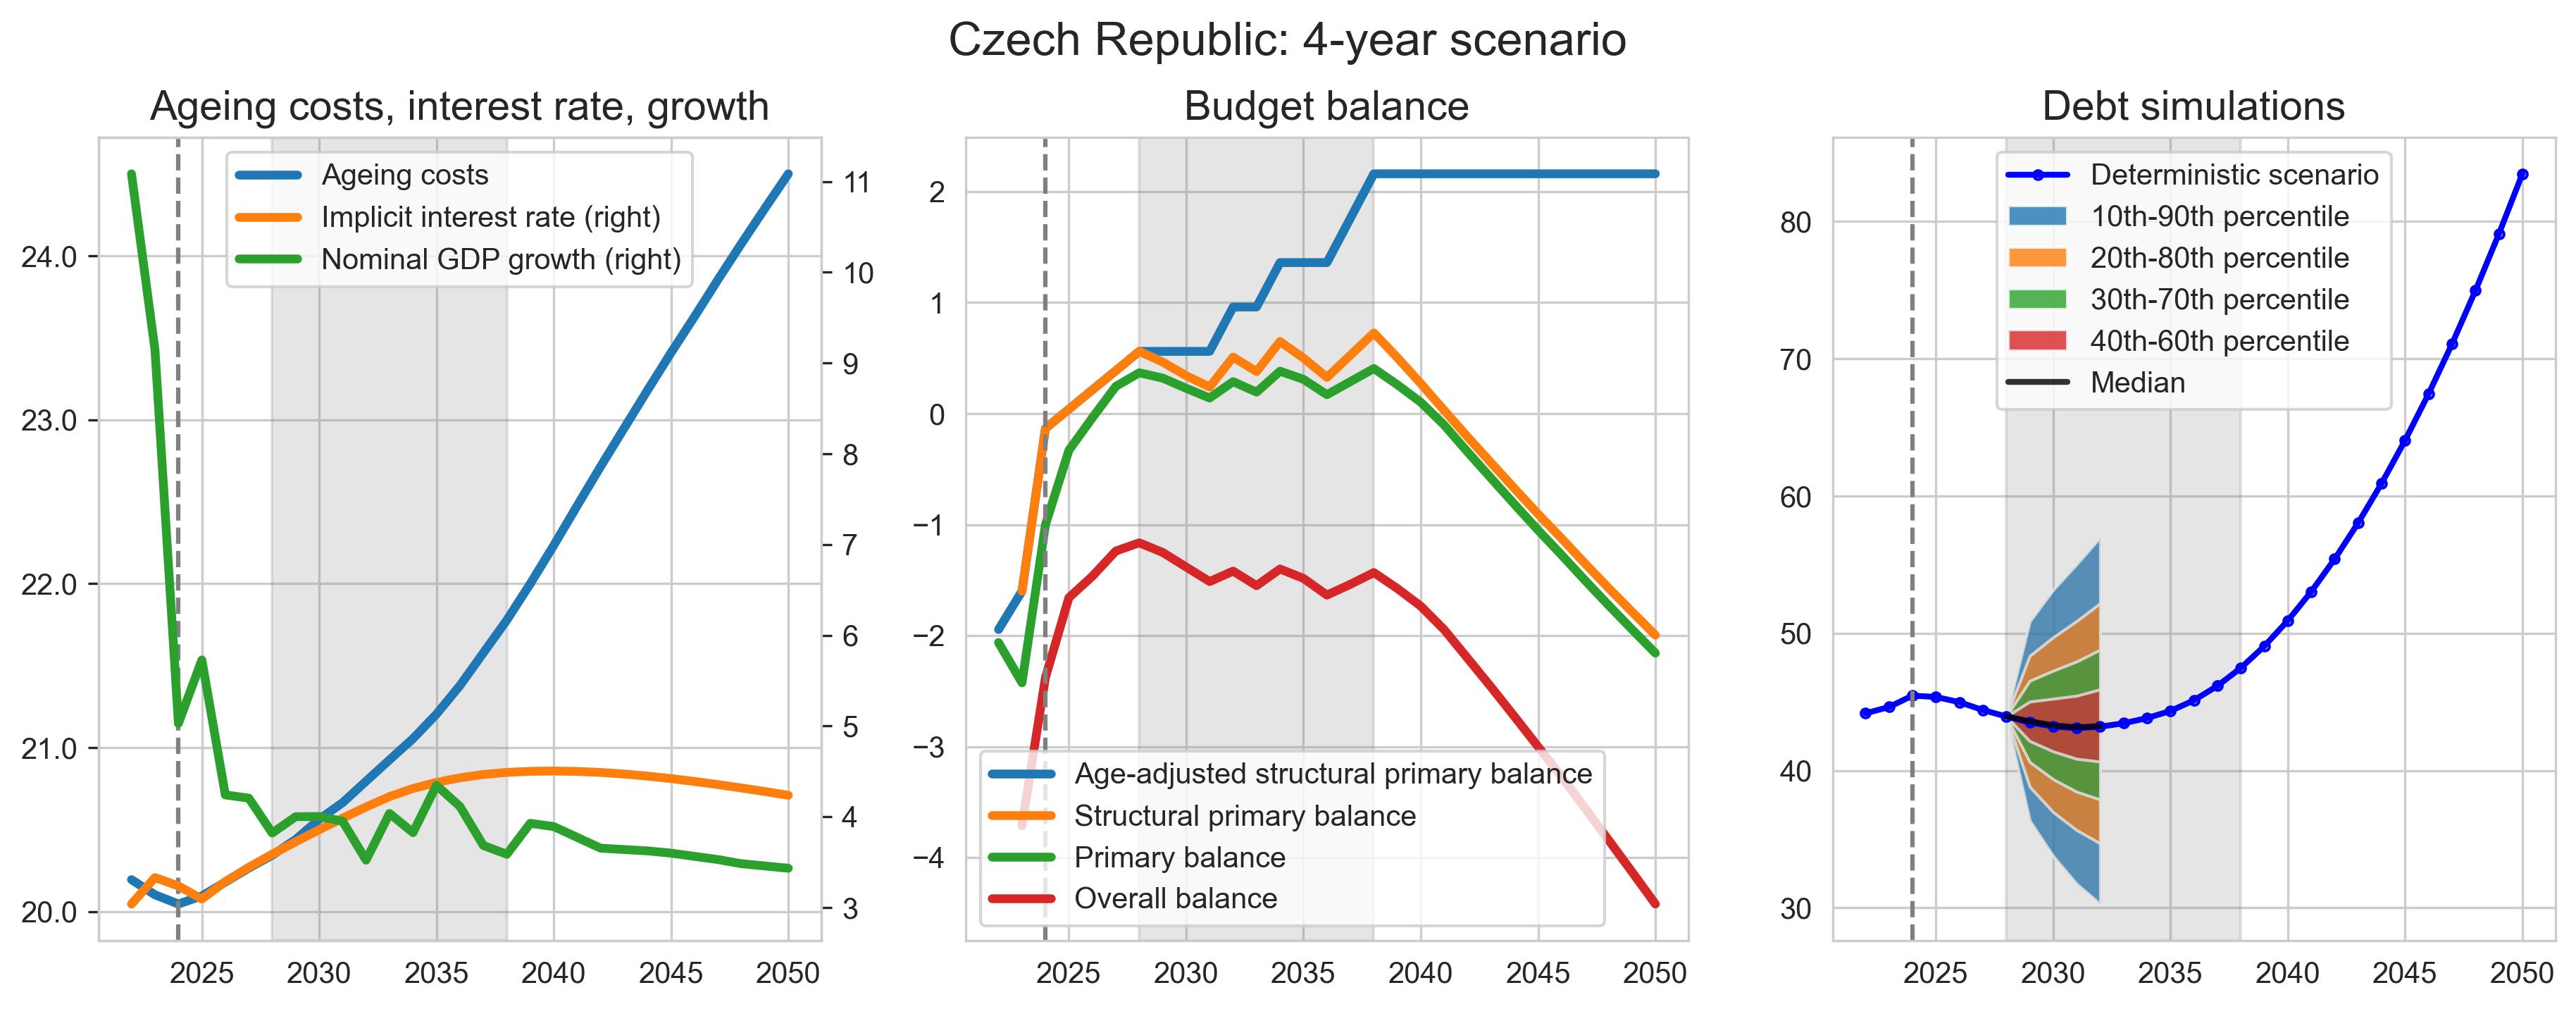 Czech Republic: 4-year scenario
Ageing costs, interest rate, growth
Ageing costs
Implicit interest rate (right)
Nominal GDP growth (right)
24.0
23.0
22.0
21.0
20.0
11
10
9
8
7
6
5
4
3
2025 2030 2035 2040 2045 2050
Budget balance
2
1
0
−1
−2
−3
−4
Age-adjusted structural primary balance
Structural primary balance
Primary balance
Overall balance
2025 2030 2035 2040 2045 2050
Debt simulations
Deterministic scenario
10th-90th percentile
20th-80th percentile
30th-70th percentile
40th-60th percentile
Median
80
70
60
50
40
30
2025 2030 2035 2040 2045 2050